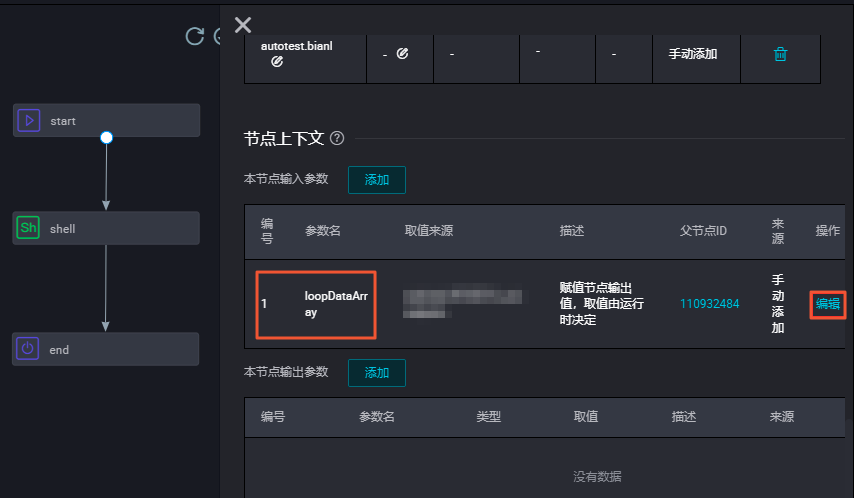 start
Sh shell
end
autotest.bianl - - - - 手动添加
节点上下文 ?
本节点输入参数 添加
编号 参数名 取值来源 描述 父节点ID 来源 操作
1 loopDataArr
ay
赋值节点输出
值，取值由运行
时决定
110932484
手动添加
编辑
本节点输出参数 添加
编号 参数名 类型 取值 描述 来源
没有数据